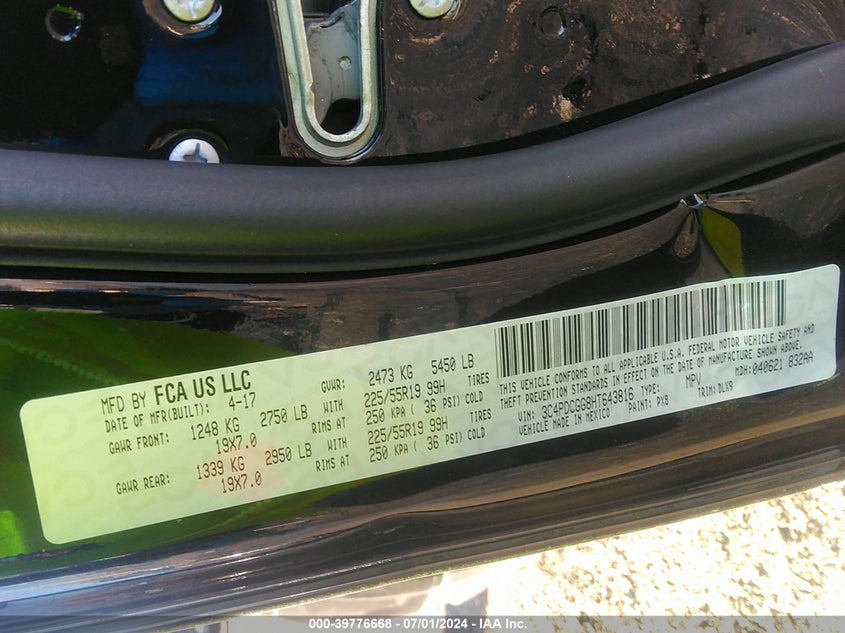 MFD BY FCA US LLC
DATE OF MFR(BUILT): 4-17 GVWR: 2473 KG 5450 LB
GAWR FRONT: 1248 KG 2750 LB WITH 225/55R19 99H TIRES
19X7.0 RIMS AT 250 KPA ( 36 PSI) COLD
GAWR REAR: 1339 KG 2950 LB WITH 225/55R19 99H TIRES
19X7.0 RIMS AT 250 KPA ( 36 PSI) COLD
THIS VEHICLE CONFORMS TO ALL APPLICABLE U.S.A. FEDERAL MOTOR VEHICLE SAFETY AND
THEFT PREVENTION STANDARDS IN EFFECT ON THE DATE OF MANUFACTURE SHOWN ABOVE.
VIN: 3C4PDCGG8HT643816 TYPE: MPV MDH: 040621 832AA
VEHICLE MADE IN MEXICO PAINT: PX8 TRIM: DLX9
000-39776668 - 07/01/2024 - IAA Inc.